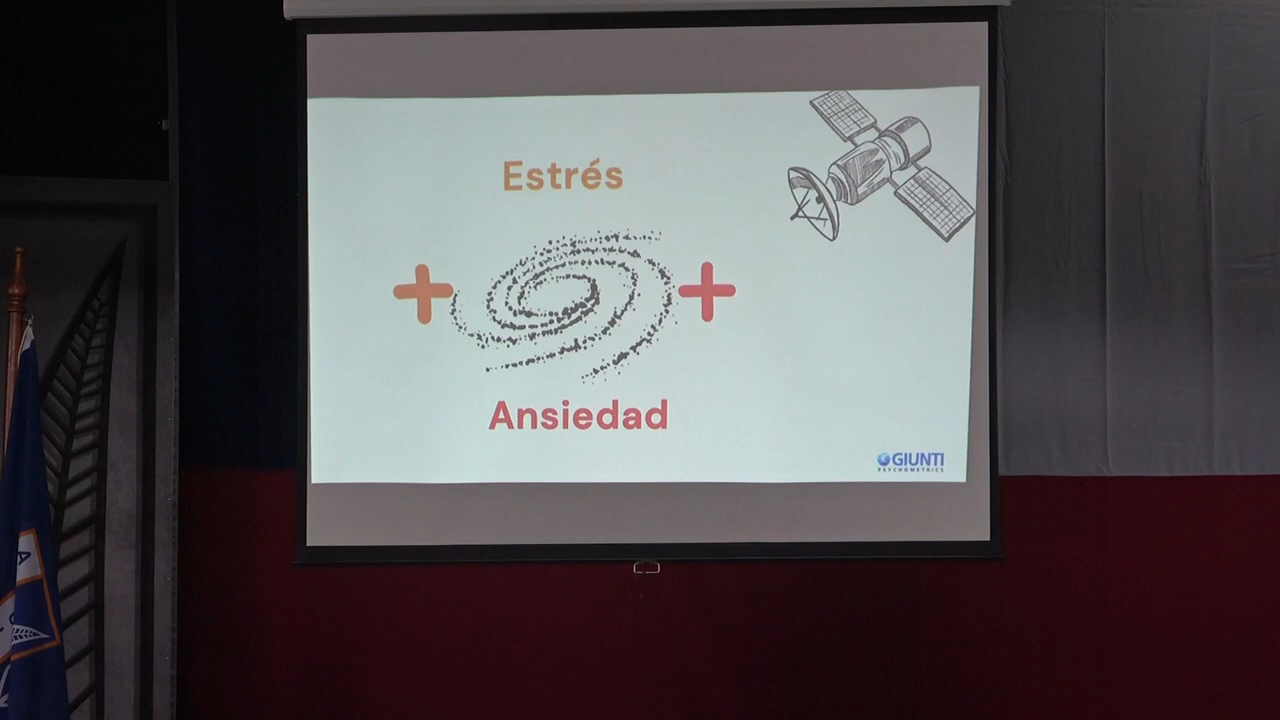 Estrés
+
+
Ansiedad
GIUNTI
PSYCHOMETRICS